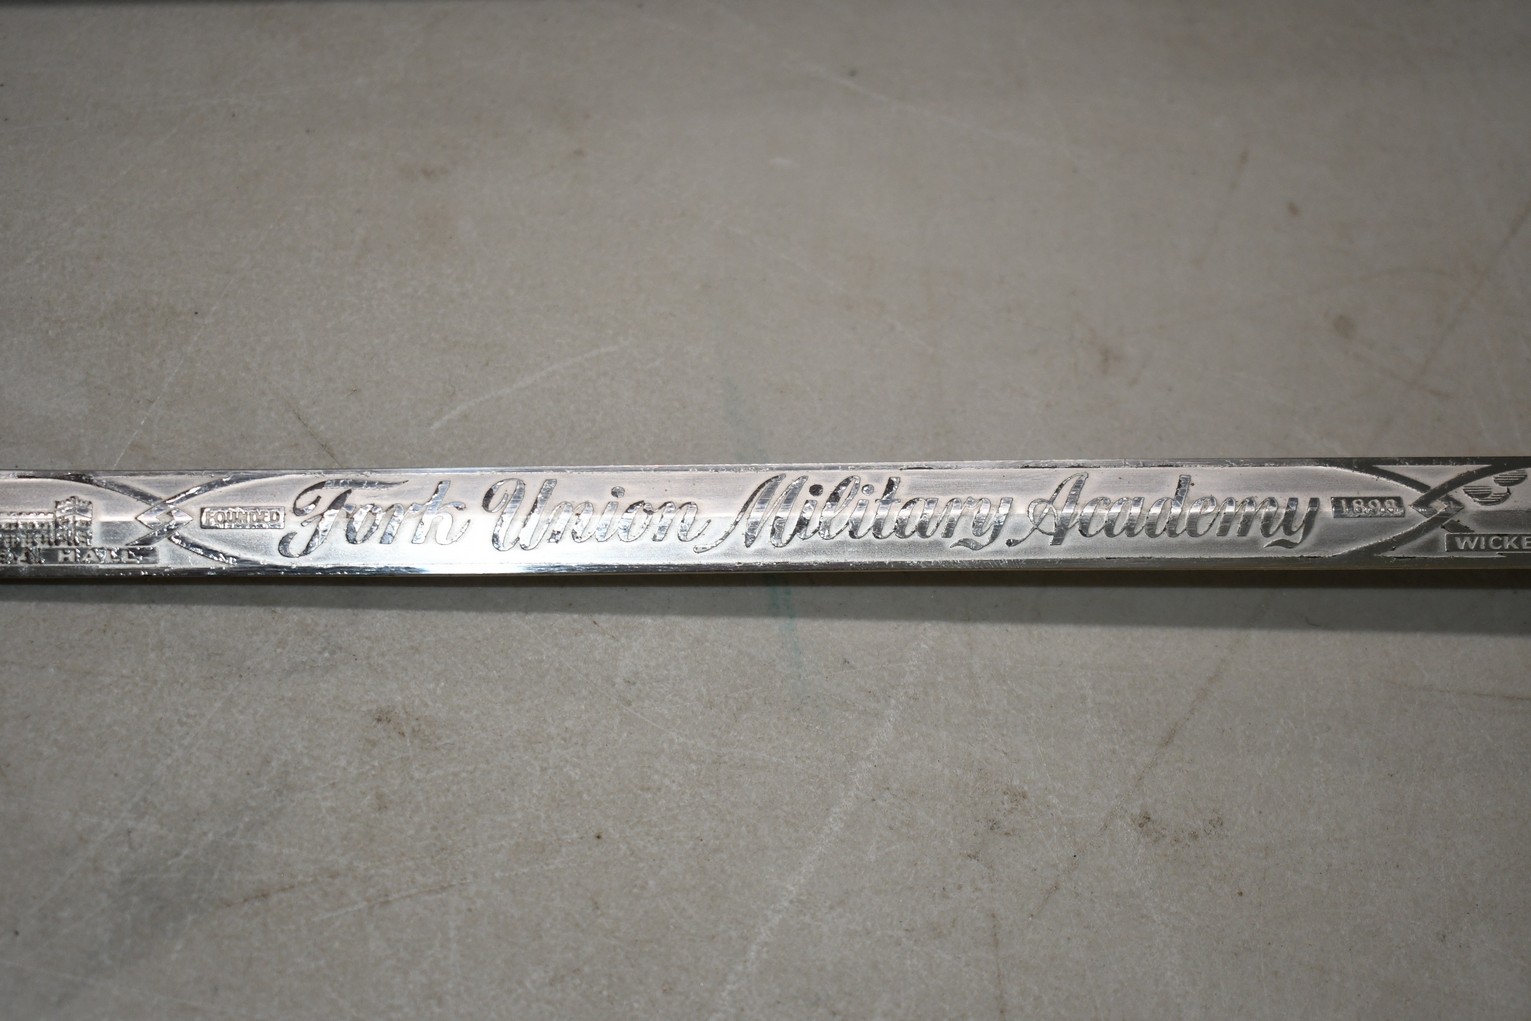 HALL
FOUNDED
Fork Union Military Academy
1898
WICKE